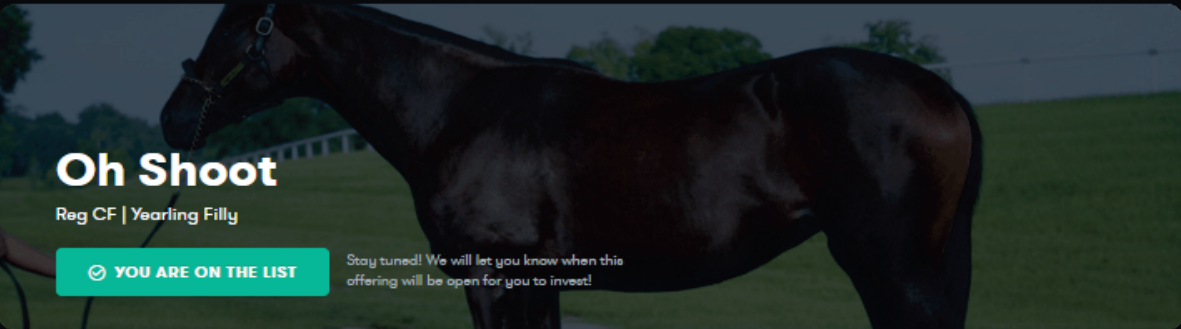 Oh Shoot
Reg CF | Yearling Filly
YOU ARE ON THE LIST
Stay tuned! We will let you know when this
offering will be open for you to invest!